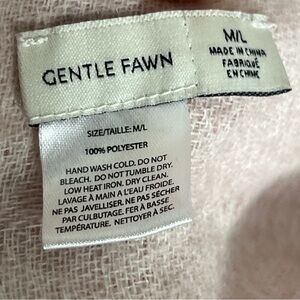 GENTLE FAWN
M/L
MADE IN CHINA
FABRIQUÉ
EN CHINE
SIZE/TAILLE: M/L
100% POLYESTER
HAND WASH COLD. DO NOT
BLEACH. DO NOT TUMBLE DRY.
LOW HEAT IRON. DRY CLEAN.
LAVAGE À MAIN A L'EAU FROIDE.
NE PAS JAVELLISER. NE PAS SÉCHER
PAR CULBUTAGE. FER À BASSE
TEMPÉRATURE. NETTOYER À SEC.